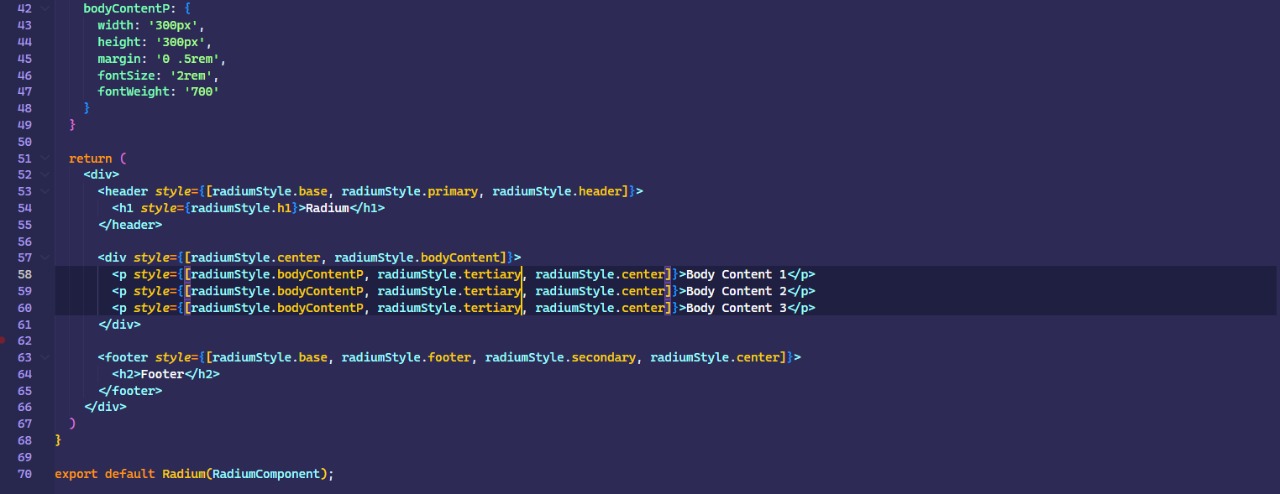 42 bodyContentP: {
43 width: '300px',
44 height: '300px',
45 margin: '0 .5rem',
46 fontSize: '2rem',
47 fontWeight: '700'
48 }
49 }
50
51 return (
52 <div>
53 <header style={[radiumStyle.base, radiumStyle.primary, radiumStyle.header]}>
54 <h1 style={radiumStyle.h1}>Radium</h1>
55 </header>
56
57 <div style={[radiumStyle.center, radiumStyle.bodyContent]}>
58 <p style={[radiumStyle.bodyContentP, radiumStyle.tertiary, radiumStyle.center]}>Body Content 1</p>
59 <p style={[radiumStyle.bodyContentP, radiumStyle.tertiary, radiumStyle.center]}>Body Content 2</p>
60 <p style={[radiumStyle.bodyContentP, radiumStyle.tertiary, radiumStyle.center]}>Body Content 3</p>
61 </div>
62
63 <footer style={[radiumStyle.base, radiumStyle.footer, radiumStyle.secondary, radiumStyle.center]}>
64 <h2>Footer</h2>
65 </footer>
66 </div>
67 )
68 }
69
70 export default Radium(RadiumComponent);